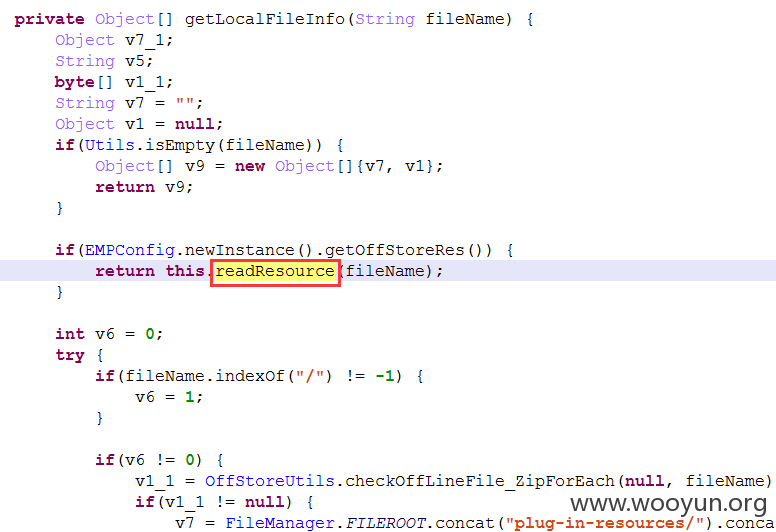 private Object[] getLocalFileInfo(String fileName) {
    Object v7_1;
    String v5;
    byte[] v1_1;
    String v7 = "";
    Object v1 = null;
    if(Utils.isEmpty(fileName)) {
        Object[] v9 = new Object[]{v7, v1};
        return v9;
    }

    if(EMPConfig.newInstance().getOffStoreRes()) {
        return this.readResource(fileName);
    }

    int v6 = 0;
    try {
        if(fileName.indexOf("/") != -1) {
            v6 = 1;
        }

        if(v6 != 0) {
            v1_1 = OffStoreUtils.checkOffLineFile_ZipForEach(null, fileName)
            if(v1_1 != null) {
www.wooyun.org
                v7 = FileManager.FILEROOT.concat("plug-in-resources/").conca